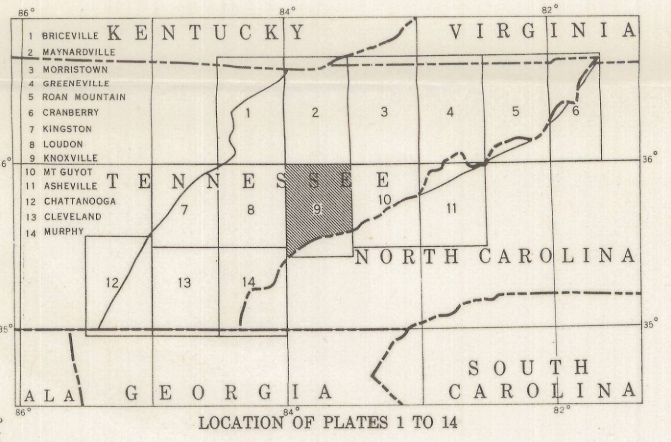 86° 84° 82°
KENTUCKY VIRGINIA
1 BRICEVILLE
2 MAYNARDVILLE
3 MORRISTOWN
4 GREENEVILLE
5 ROAN MOUNTAIN
6 CRANBERRY
7 KINGSTON
8 LOUDON
9 KNOXVILLE
10 MT GUYOT
11 ASHEVILLE
12 CHATTANOOGA
13 CLEVELAND
14 MURPHY
1 2 3 4 5 6
6° 36°
TENNESSEE
7 8 9 10 11
NORTH CAROLINA
12 13 14
35° 35°
SOUTH
CAROLINA
ALA GEORGIA
86° 84° 82°
LOCATION OF PLATES 1 TO 14